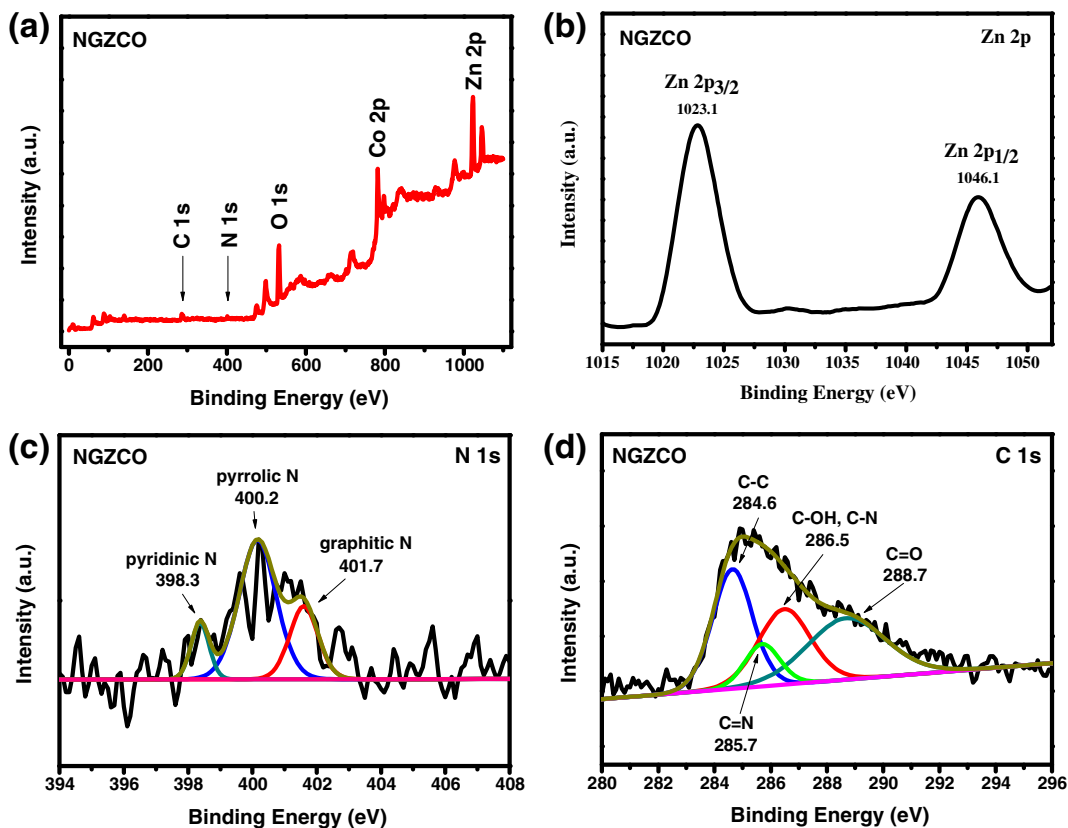 (a)
NGZCO
C 1s
N 1s
O 1s
Co 2p
Zn 2p
Intensity (a.u.)
0 200 400 600 800 1000
Binding Energy (eV)
(b)
NGZCO
Zn 2p
Zn 2p3/2
1023.1
Zn 2p1/2
1046.1
Intensity (a.u.)
1015 1020 1025 1030 1035 1040 1045 1050
Binding Energy (eV)
(c)
NGZCO
N 1s
pyrrolic N
400.2
pyridinic N
398.3
graphitic N
401.7
Intensity (a.u.)
394 396 398 400 402 404 406 408
Binding Energy (eV)
(d)
NGZCO
C 1s
C-C
284.6
C-OH, C-N
286.5
C=O
288.7
C=N
285.7
Intensity (a.u.)
280 282 284 286 288 290 292 294 296
Binding Energy (eV)